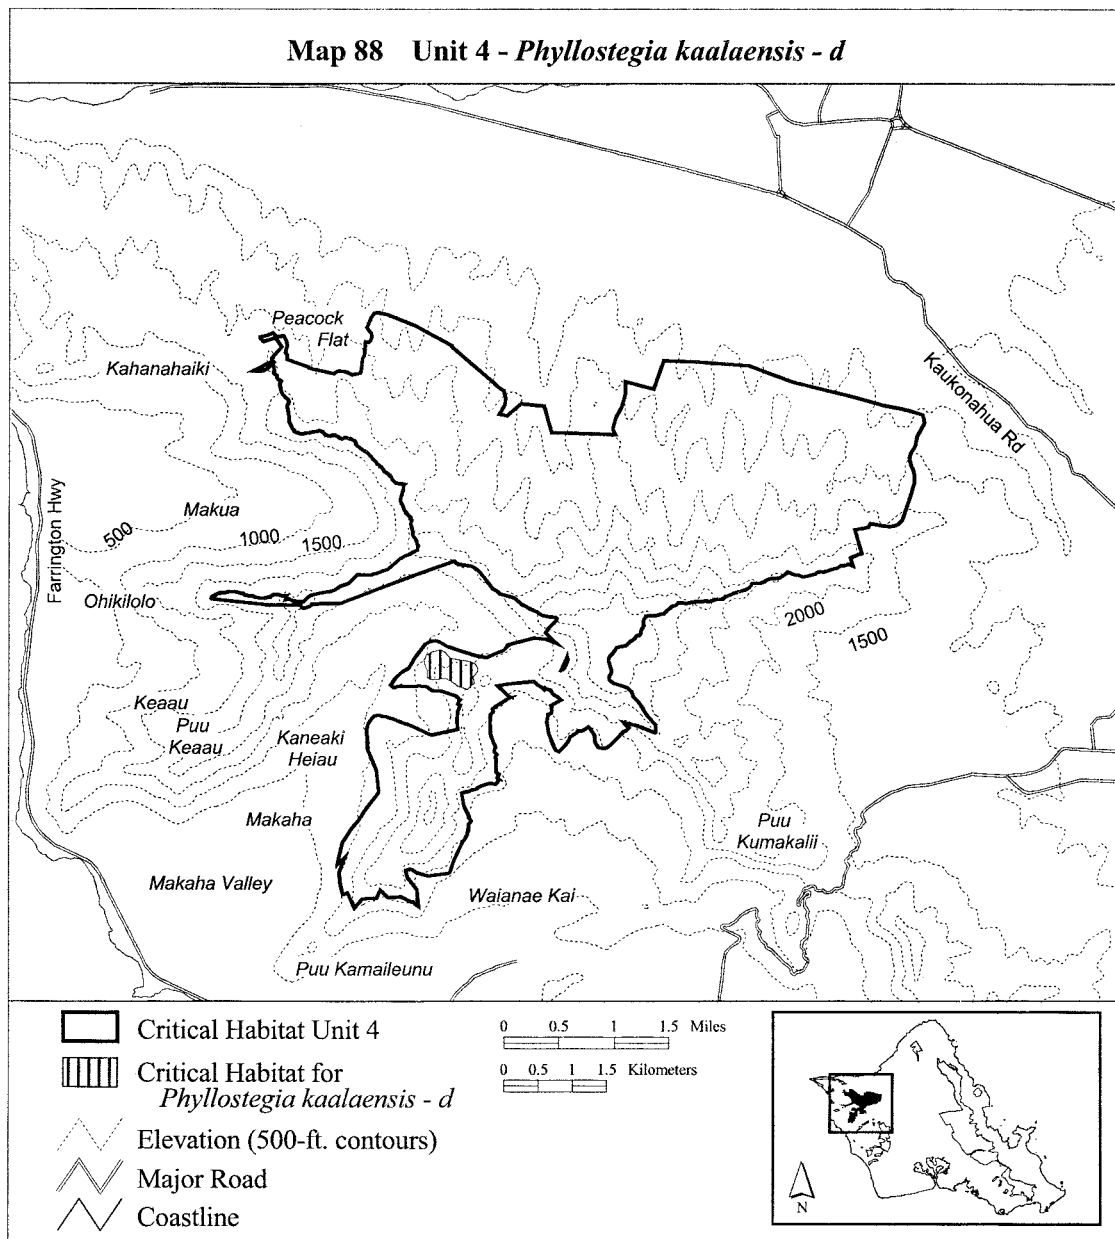 Map 88 Unit 4 - Phyllostegia kaalaensis - d
Peacock
Flat
Kahanahaiki
Kaukonahua Rd
Farrington Hwy
Makua
500
1000
1500
Ohikilolo
2000
1500
Keaau
Puu
Keaau
Kaneaki
Heiau
Makaha
Puu
Kumakalii
Makaha Valley
Waianae Kai
Puu Kamaileunu
Critical Habitat Unit 4
Critical Habitat for
Phyllostegia kaalaensis - d
Elevation (500-ft. contours)
Major Road
Coastline
0 0.5 1 1.5 Miles
0 0.5 1 1.5 Kilometers
N